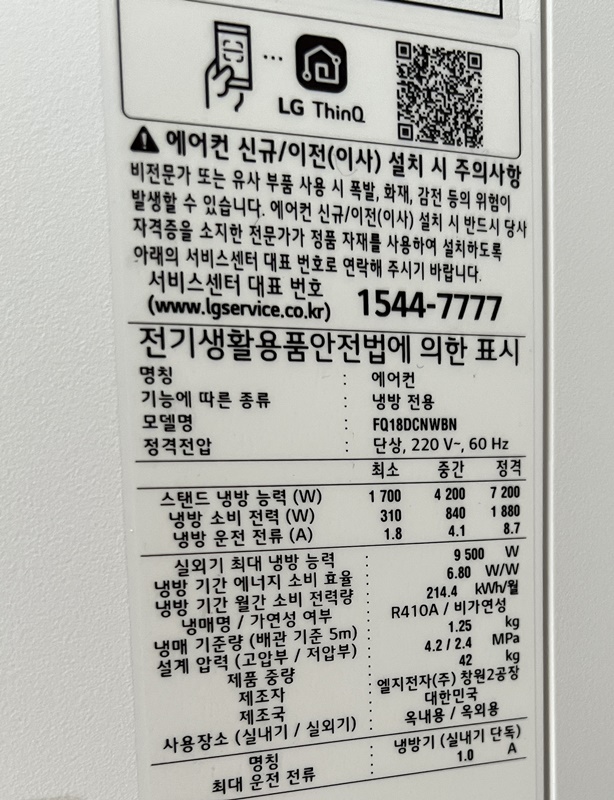 LG ThinQ
에어컨 신규/이전(이사) 설치 시 주의사항
비전문가 또는 유사 부품 사용 시 폭발, 화재, 감전 등의 위험이
발생할 수 있습니다. 에어컨 신규/이전(이사) 설치 시 반드시 당사
자격증을 소지한 전문가가 정품 자재를 사용하여 설치하도록
아래의 서비스센터 대표 번호로 연락해 주시기 바랍니다.
서비스센터 대표 번호
(www.lgservice.co.kr) 1544-7777
전기생활용품안전법에 의한 표시
명칭 : 에어컨
기능에 따른 종류 : 냉방 전용
모델명 : FQ18DCNWBN
정격전압 : 단상, 220 V~, 60 Hz
최소 중간 정격
스탠드 냉방 능력 (W) 1 700 4 200 7 200
냉방 소비 전력 (W) 310 840 1 880
냉방 운전 전류 (A) 1.8 4.1 8.7
실외기 최대 냉방 능력 : 9 500 W
냉방 기간 에너지 소비 효율 : 6.80 W/W
냉방 기간 월간 소비 전력량 : 214.4 kWh/월
냉매명 / 가연성 여부 : R410A / 비가연성
냉매 기준량 (배관 기준 5m) : 1.25 kg
설계 압력 (고압부 / 저압부) : 4.2 / 2.4 MPa
제품 중량 : 42 kg
제조자 : 엘지전자(주) 창원2공장
제조국 : 대한민국
사용장소 (실내기 / 실외기) : 옥내용 / 옥외용
명칭 : 냉방기 (실내기 단독)
최대 운전 전류 : 1.0 A